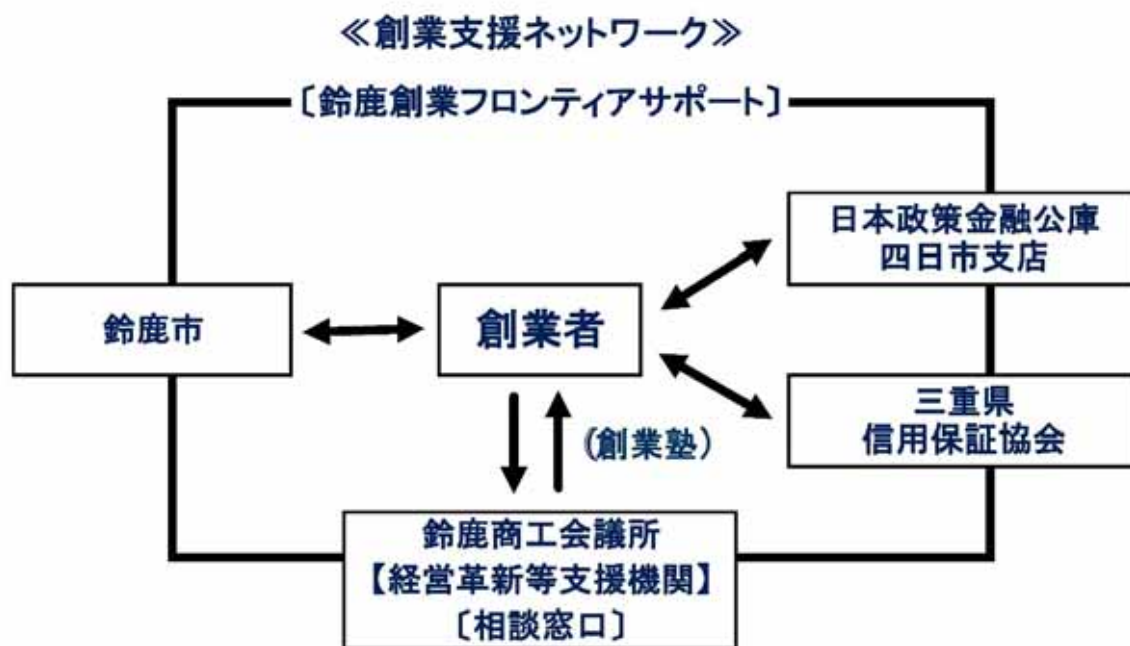 ≪創業支援ネットワーク≫
〔鈴鹿創業フロンティアサポート〕
日本政策金融公庫
四日市支店
鈴鹿市
創業者
三重県
信用保証協会
(創業塾)
鈴鹿商工会議所
【経営革新等支援機関】
〔相談窓口〕